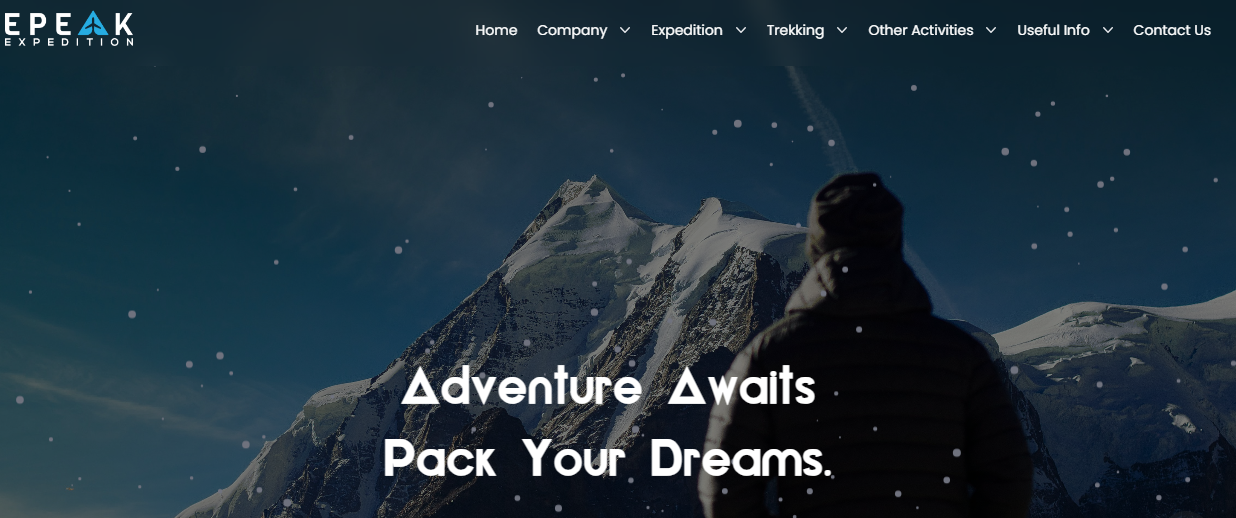 EPEAK
EXPEDITION
Home Company Expedition Trekking Other Activities Useful Info Contact Us
Adventure Awaits
Pack Your Dreams.